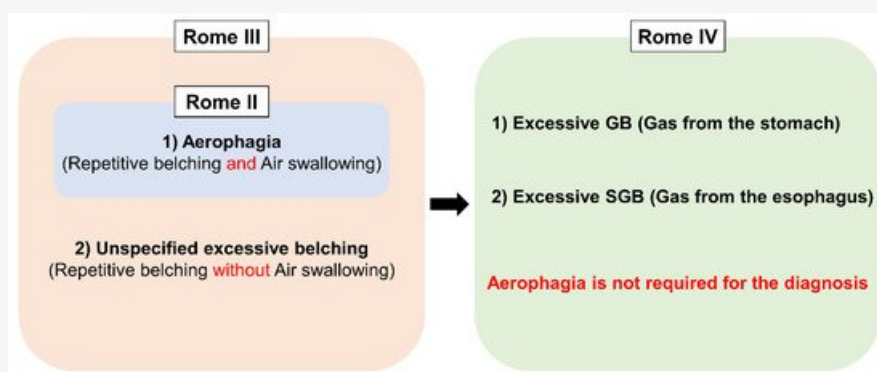 Rome III
Rome II
1) Aerophagia
(Repetitive belching and Air swallowing)
2) Unspecified excessive belching
(Repetitive belching without Air swallowing)
Rome IV
1) Excessive GB (Gas from the stomach)
2) Excessive SGB (Gas from the esophagus)
Aerophagia is not required for the diagnosis